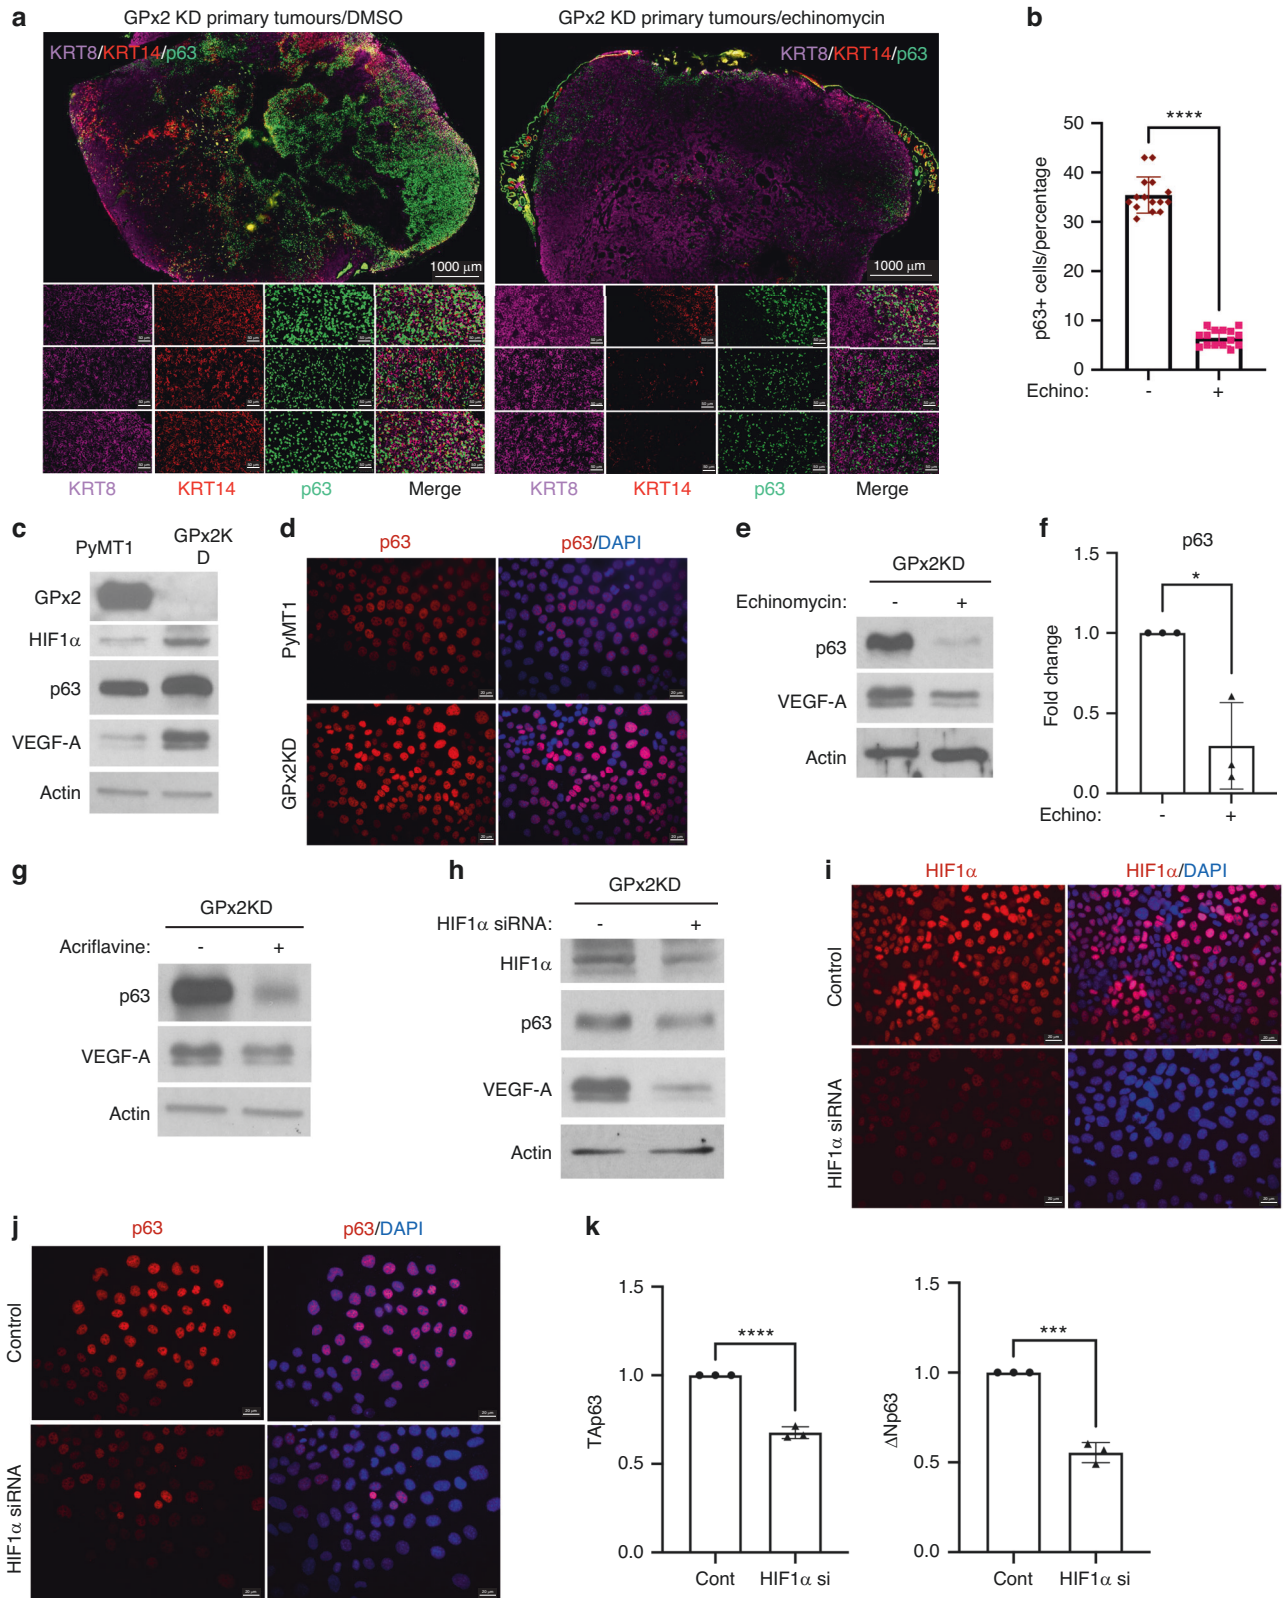 a
GPx2 KD primary tumours/DMSO
GPx2 KD primary tumours/echinomycin
KRT8/KRT14/p63
KRT8/KRT14/p63
1000 µm
1000 µm
KRT8
KRT14
p63
Merge
KRT8
KRT14
p63
Merge
b
****
50
40
30
20
10
0
p63+ cells/percentage
Echino:
-
+
c
PyMT1
GPx2K
D
GPx2
HIF1α
p63
VEGF-A
Actin
d
p63
p63/DAPI
PyMT1
GPx2KD
e
GPx2KD
Echinomycin:
-
+
p63
VEGF-A
Actin
f
p63
*
1.5
1.0
0.5
0.0
Fold change
Echino:
-
+
g
GPx2KD
Acriflavine:
-
+
p63
VEGF-A
Actin
h
GPx2KD
HIF1α siRNA:
-
+
HIF1α
p63
VEGF-A
Actin
i
HIF1α
HIF1α/DAPI
Control
HIF1α siRNA
j
p63
p63/DAPI
Control
HIF1α siRNA
k
1.5
1.0
0.5
0.0
TAp63
****
Cont
HIF1α si
1.5
1.0
0.5
0.0
ΔNp63
***
Cont
HIF1α si